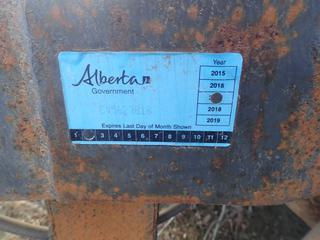 Alberta
Government
Year
2015
2018
2019
Expires Last Day of Month Shown
1 3 4 5 6 7 8 9 10 11 12